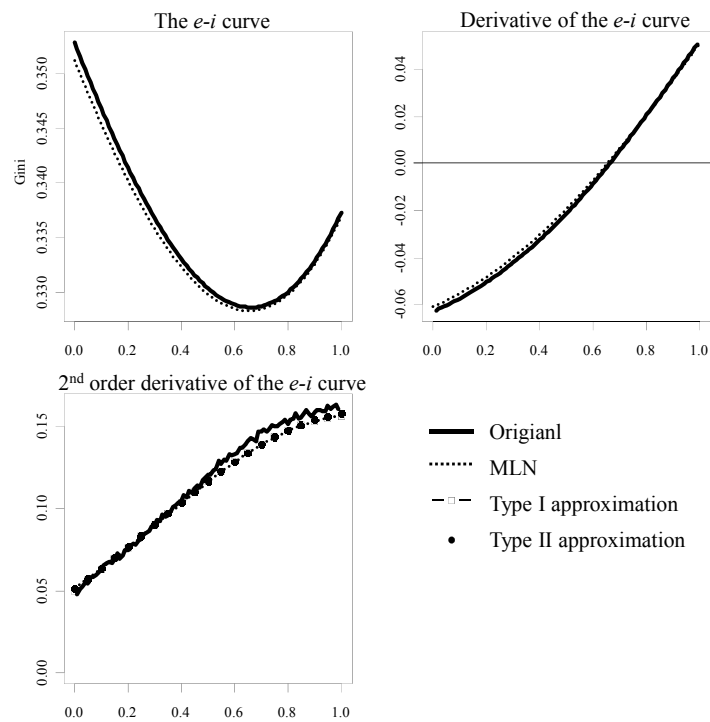 The e-i curve
Gini
0.350
0.345
0.340
0.335
0.330
0.0 0.2 0.4 0.6 0.8 1.0
Derivative of the e-i curve
0.04
0.02
0.00
-0.02
-0.04
-0.06
0.0 0.2 0.4 0.6 0.8 1.0
2nd order derivative of the e-i curve
0.15
0.10
0.05
0.00
0.0 0.2 0.4 0.6 0.8 1.0
Origianl
MLN
Type I approximation
Type II approximation